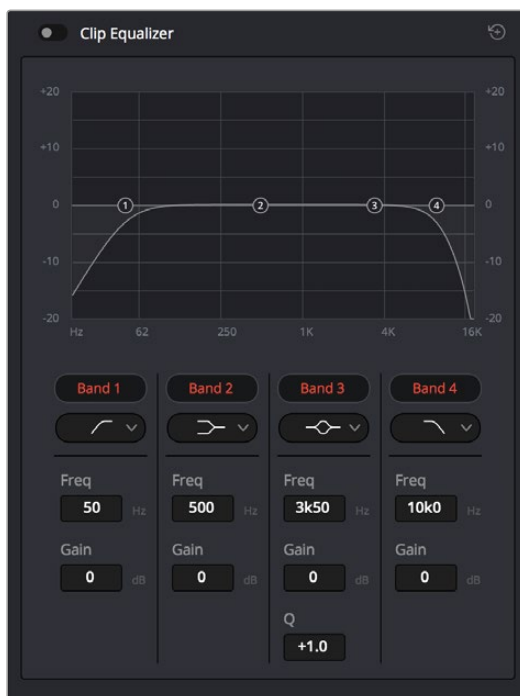 Clip Equalizer
+20 +20
+10 +10
0 1 2 3 4 0
-10 -10
-20 -20
Hz 62 250 1K 4K 16K
Band 1 Band 2 Band 3 Band 4
Freq Freq Freq Freq
50 Hz 500 Hz 3k50 Hz 10k0 Hz
Gain Gain Gain Gain
0 dB 0 dB 0 dB 0 dB
Q
+1.0